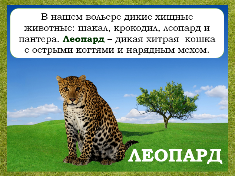 В нашем вольере дикие хищные
животные: шакал, крокодил, леопард и
пантера. Леопард – дикая хитрая кошка
с острыми когтями и нарядным мехом.
ЛЕОПАРД